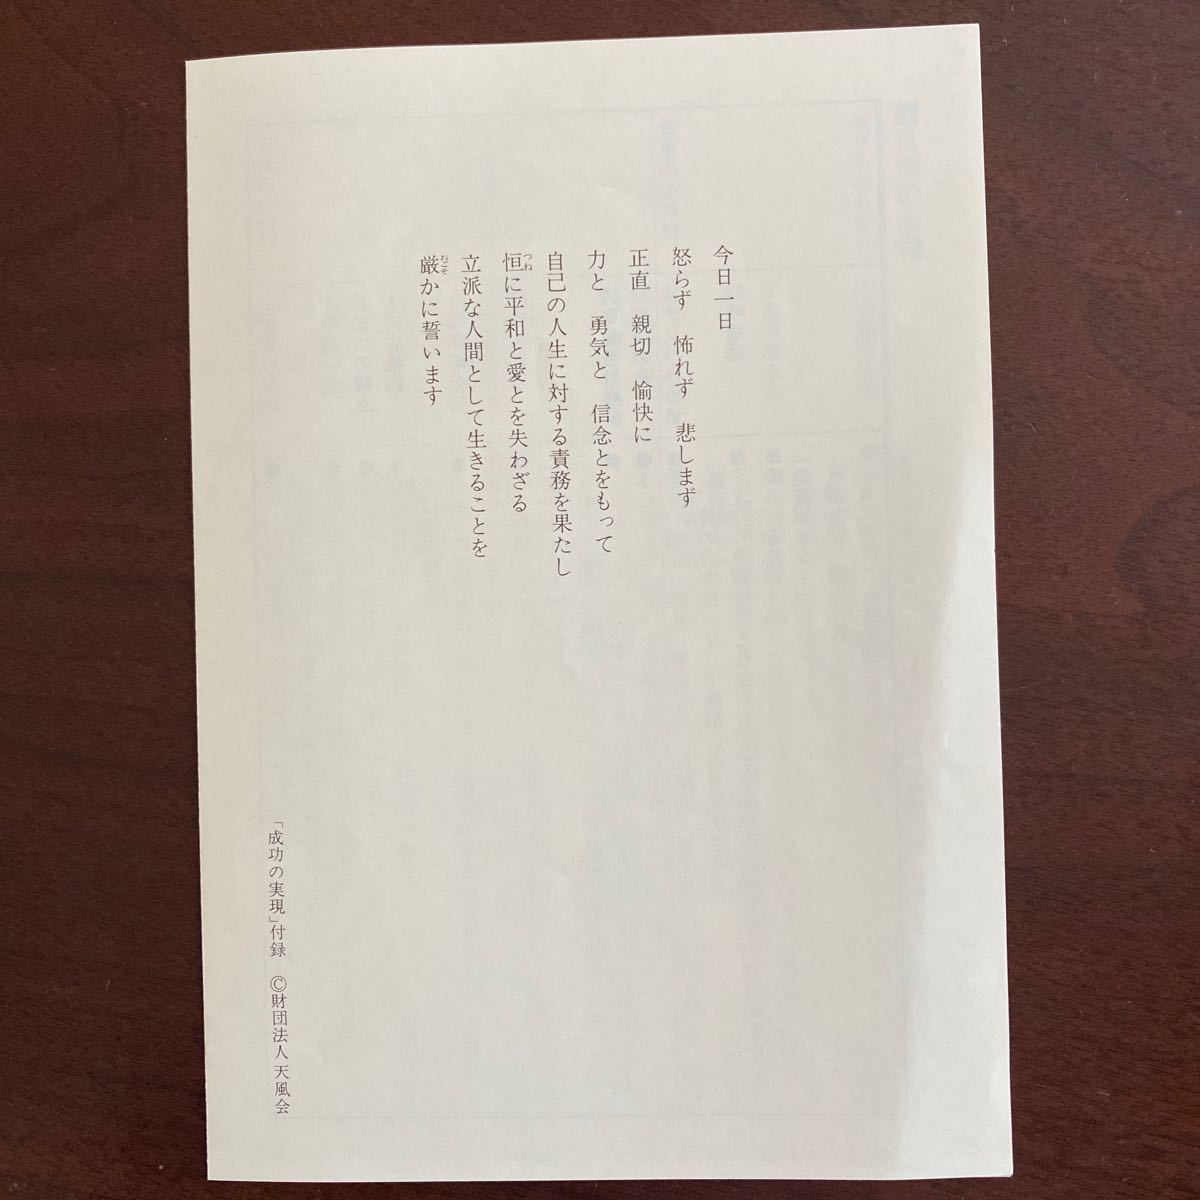 今日一日
怒らず　怖れず　悲しまず
正直　親切　愉快に
力と　勇気と　信念とをもって
自己の人生に対する責務を果たし
恒に平和と愛とを失わざる
つね
立派な人間として生きることを
厳かに誓います
おごそ
「成功の実現」付録　©財団法人 天風会